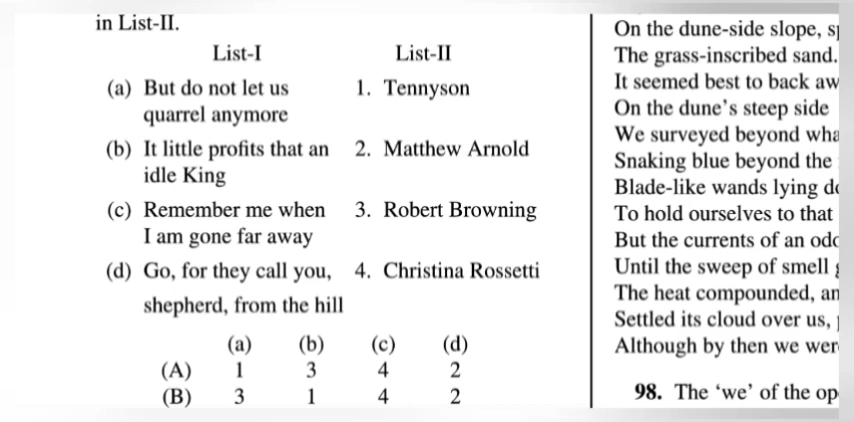 in List-II.
List-I List-II
(a) But do not let us 1. Tennyson
quarrel anymore
(b) It little profits that an 2. Matthew Arnold
idle King
(c) Remember me when 3. Robert Browning
I am gone far away
(d) Go, for they call you, 4. Christina Rossetti
shepherd, from the hill
(a) (b) (c) (d)
(A) 1 3 4 2
(B) 3 1 4 2
On the dune-side slope,
The grass-inscribed sand.
It seemed best to back
On the dune's steep side
We surveyed beyond
Snaking blue beyond the
Blade-like wands lying
To hold ourselves to that
But the currents of an
Until the sweep of smell
The heat compounded,
Settled its cloud over us,
Although by then we
98. The 'we' of the